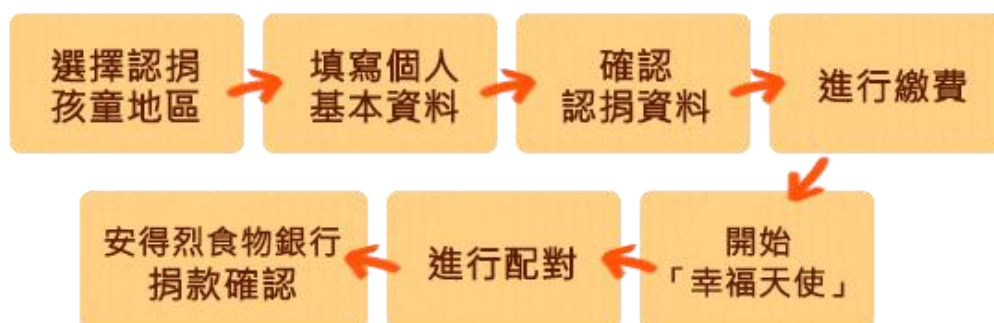 選擇認捐
孩童地區
填寫個人
基本資料
確認
認捐資料
進行繳費
開始
「幸福天使」
進行配對
安得烈食物銀行
捐款確認